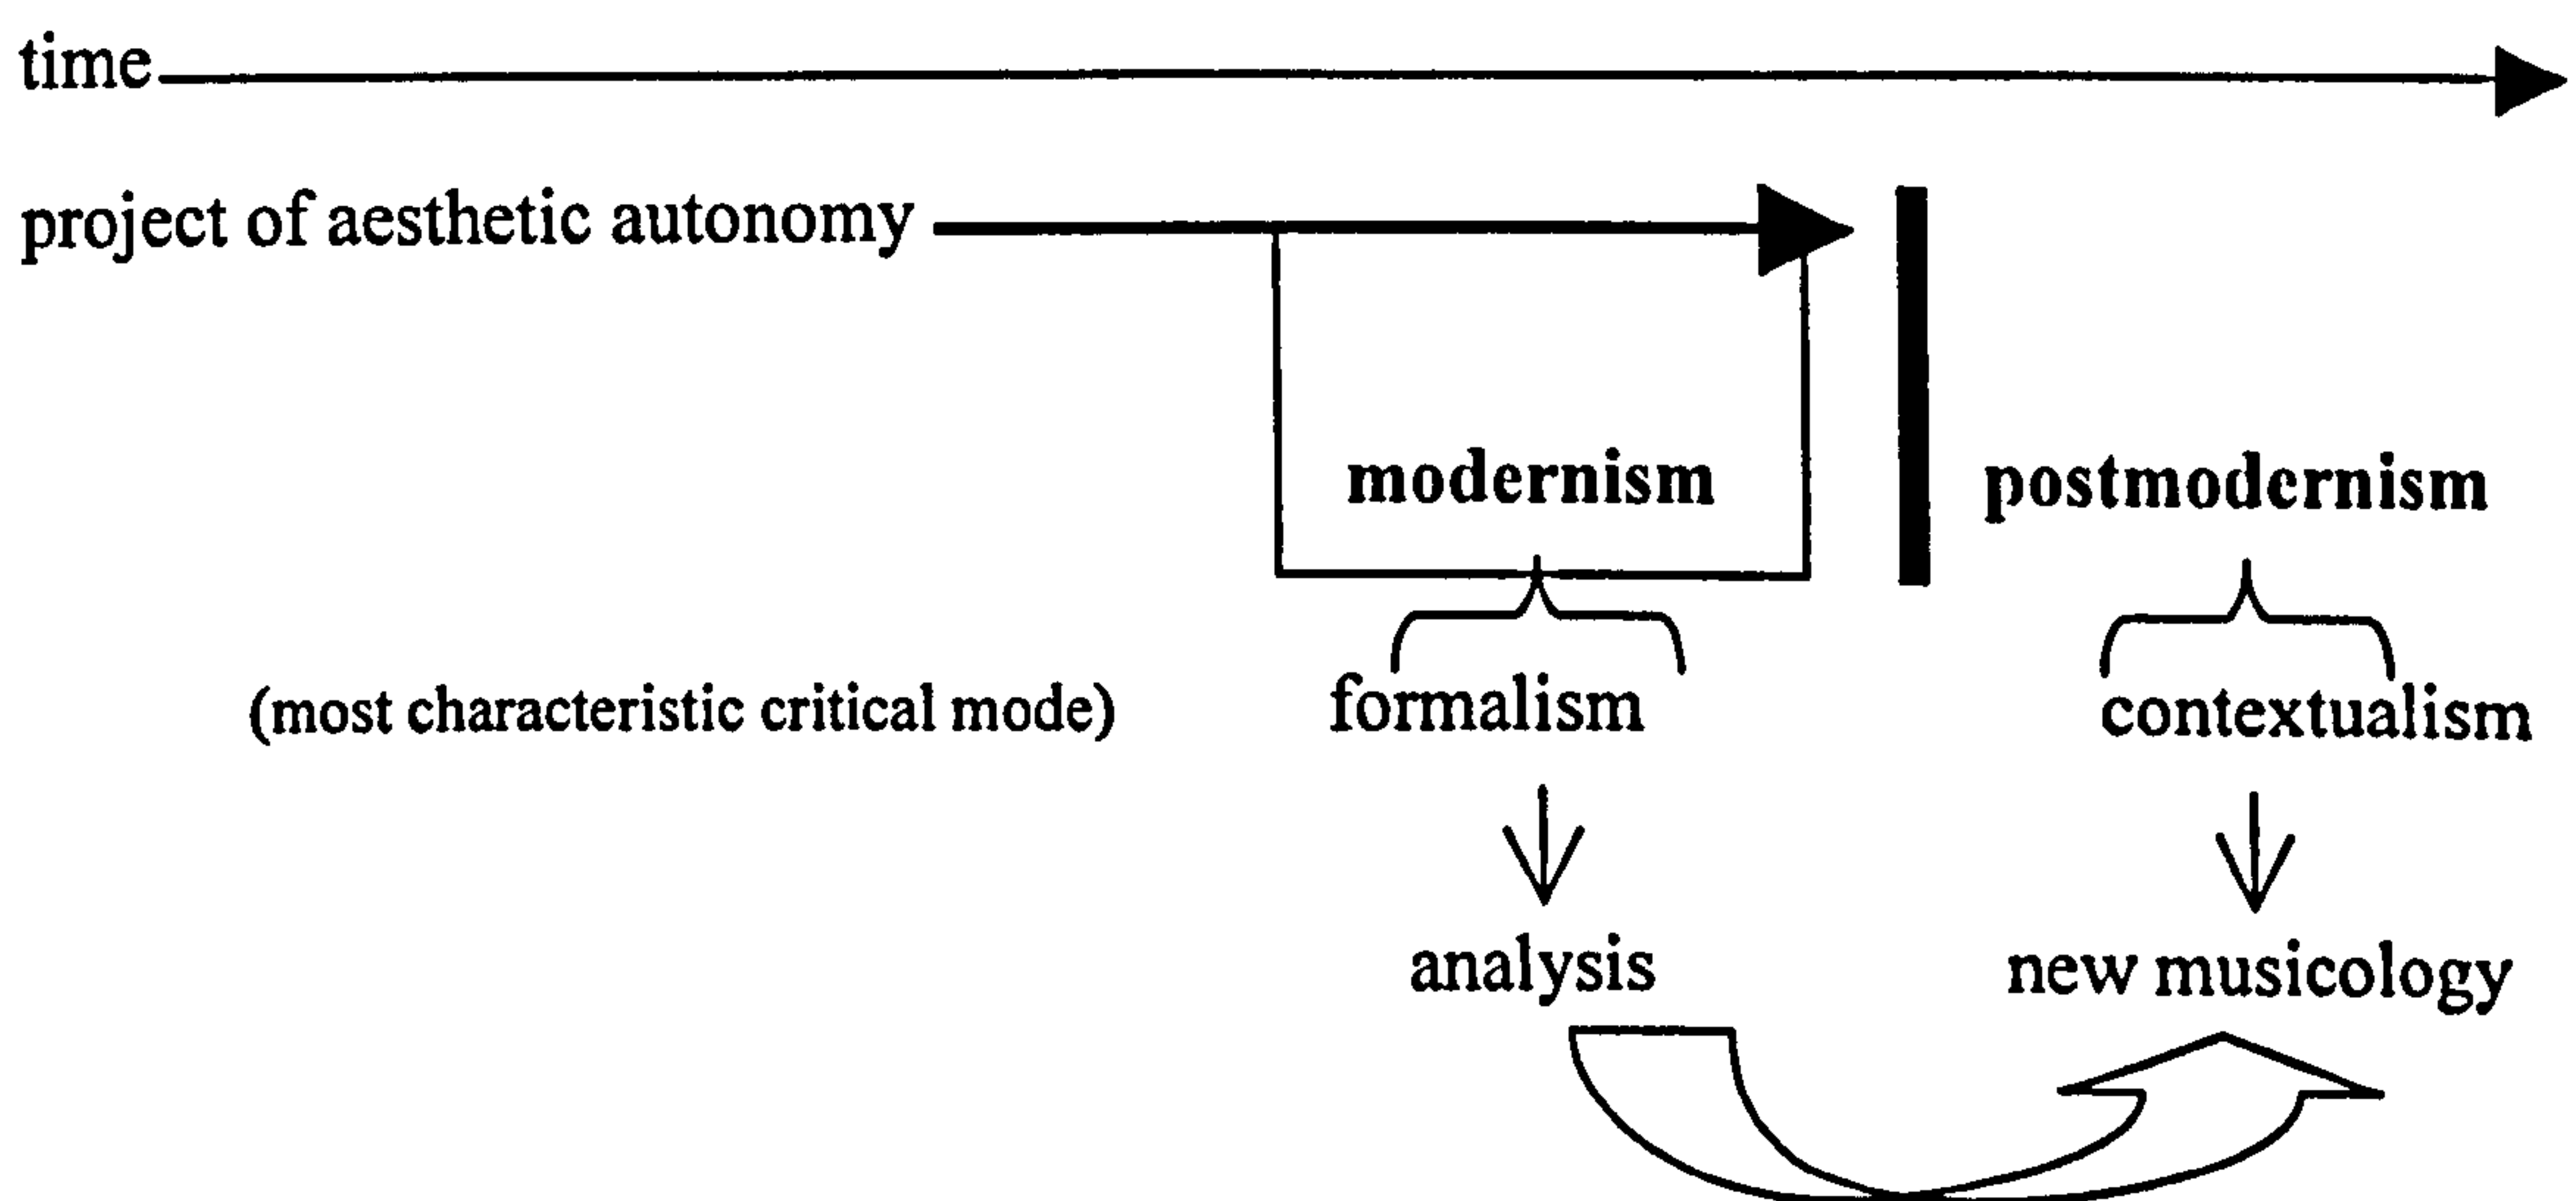 time
project of aesthetic autonomy
modernism
postmodernism
(most characteristic critical mode)
formalism
contextualism
analysis
new musicology